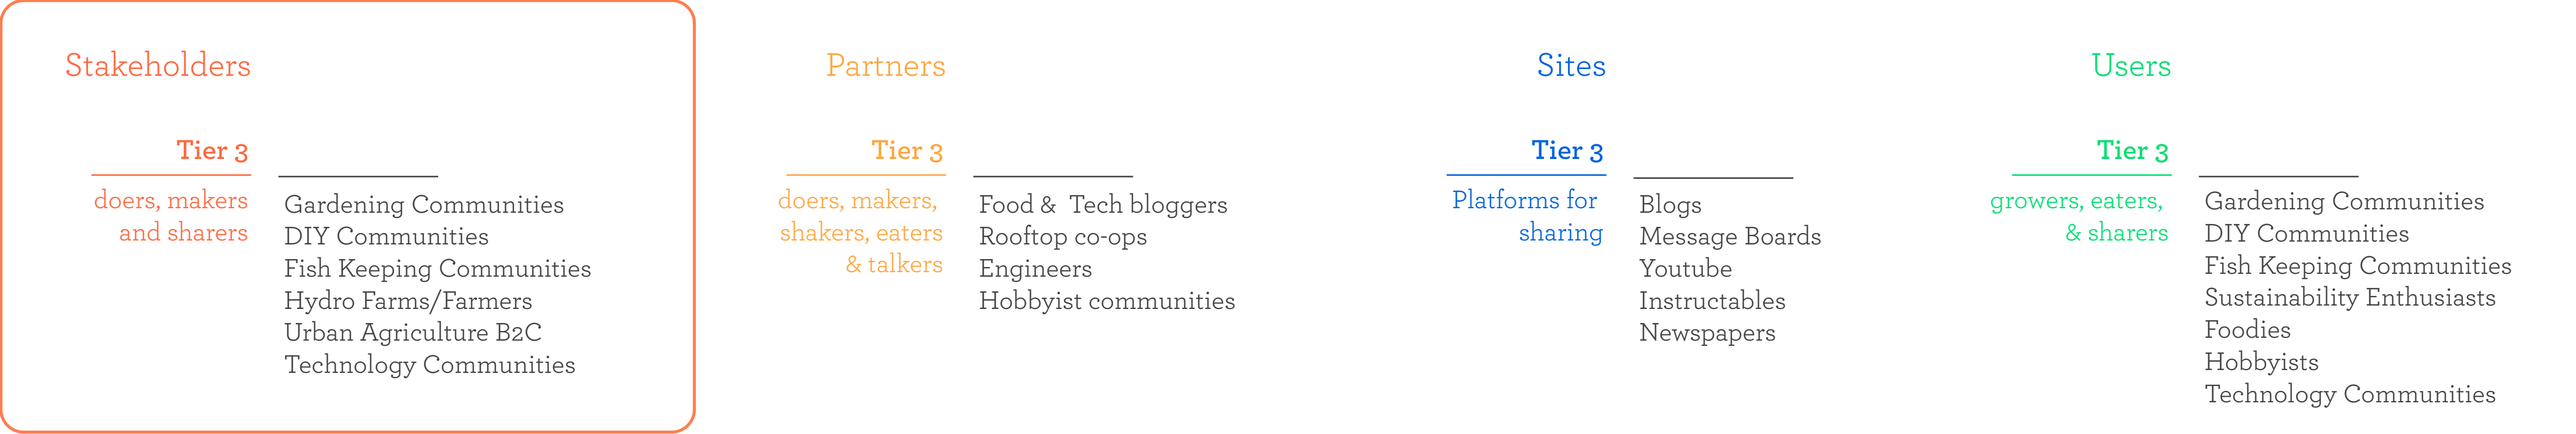 Stakeholders
Tier 3
doers, makers
and sharers
Gardening Communities
DIY Communities
Fish Keeping Communities
Hydro Farms/Farmers
Urban Agriculture B2C
Technology Communities
Partners
Tier 3
doers, makers,
shakers, eaters
& talkers
Food & Tech bloggers
Rooftop co-ops
Engineers
Hobbyist communities
Sites
Tier 3
Platforms for
sharing
Blogs
Message Boards
Youtube
Instructables
Newspapers
Users
Tier 3
growers, eaters,
& sharers
Gardening Communities
DIY Communities
Fish Keeping Communities
Sustainability Enthusiasts
Foodies
Hobbyists
Technology Communities